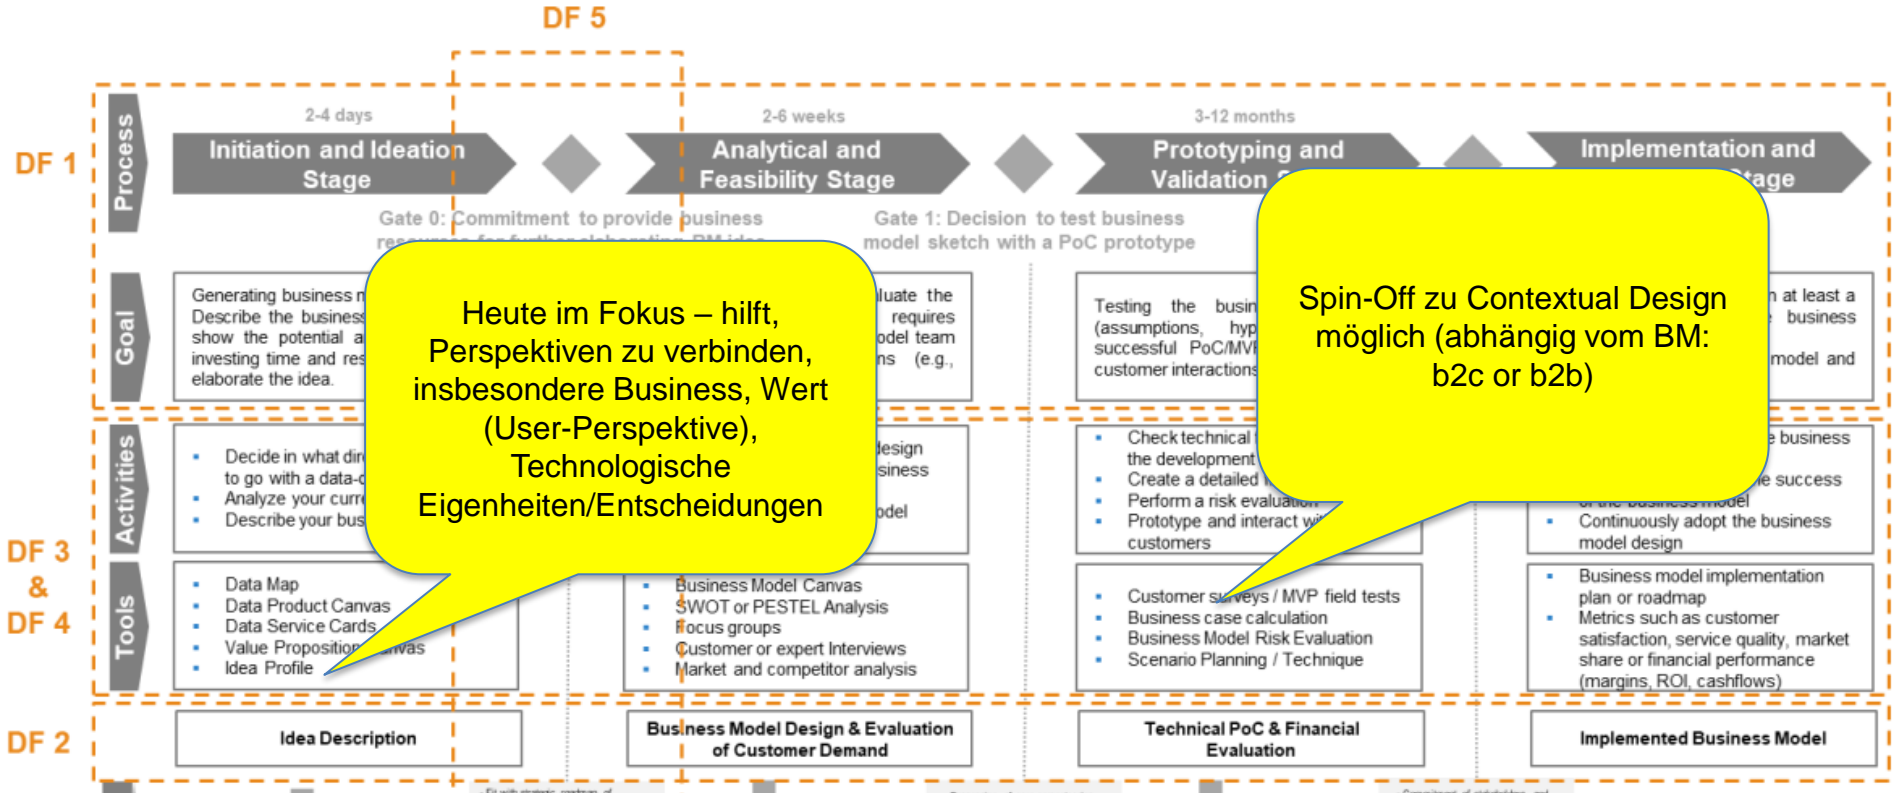 DF 5
DF 1
Process
2-4 days
Initiation and Ideation
Stage
2-6 weeks
Analytical and
Feasibility Stage
3-12 months
Prototyping and
Validation
Implementation and
Gate 0: Commitment to provide business
Gate 1: Decision to test business
model sketch with a PoC prototype
Goal
Generating business
Describe the business
show the potential
investing time and
elaborate the idea.
the
requires
team
(e.g.,
Testing the
(assumptions,
successful
customer interactions
at least a
business
model and
Heute im Fokus – hilft,
Perspektiven zu verbinden,
insbesondere Business, Wert
(User-Perspektive),
Technologische
Eigenheiten/Entscheidungen
Spin-Off zu Contextual Design
möglich (abhängig vom BM:
b2c or b2b)
DF 3
&
DF 4
Activities
Decide in what
to go with a
Analyze your
Describe your
design
Check technical
the development
Create a detailed
Perform a risk evaluation
Prototype and interact
customers
business
success
of the business model
Continuously adopt the business
model design
Tools
Data Map
Data Product Canvas
Data Service Cards
Value Proposition
Idea Profile
Business Model Canvas
SWOT or PESTEL Analysis
Focus groups
Customer or expert Interviews
Market and competitor analysis
Customer surveys / MVP field tests
Business case calculation
Business Model Risk Evaluation
Scenario Planning / Technique
Business model implementation
plan or roadmap
Metrics such as customer
satisfaction, service quality, market
share or financial performance
(margins, ROI, cashflows)
DF 2
Idea Description
Business Model Design & Evaluation
of Customer Demand
Technical PoC & Financial
Evaluation
Implemented Business Model